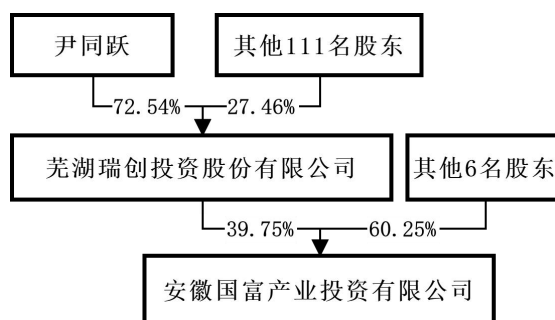 尹同跃
其他111名股东
72.54%
27.46%
芜湖瑞创投资股份有限公司
其他6名股东
39.75%
60.25%
安徽国富产业投资有限公司